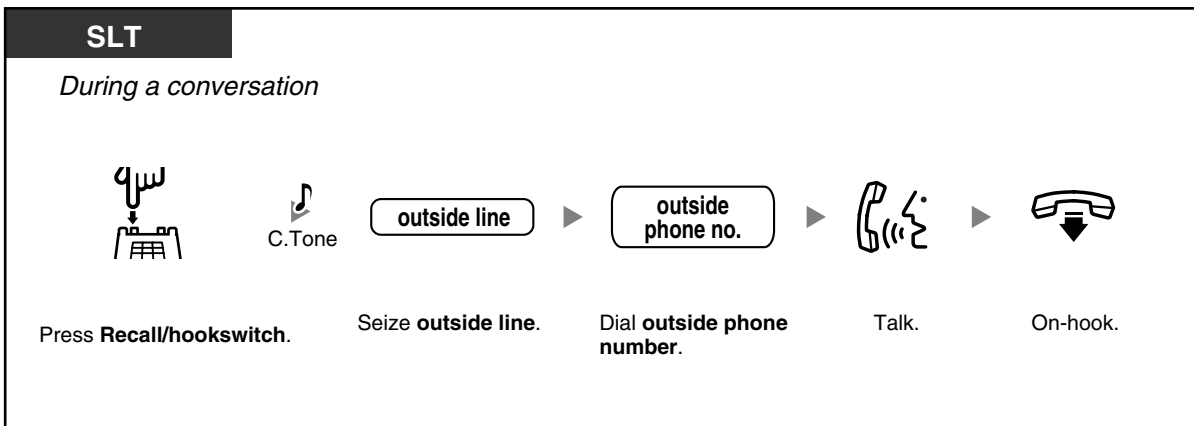 SLT
During a conversation
C.Tone
outside line
outside
phone no.
Press Recall/hookswitch.
Seize outside line.
Dial outside phone
number.
Talk.
On-hook.